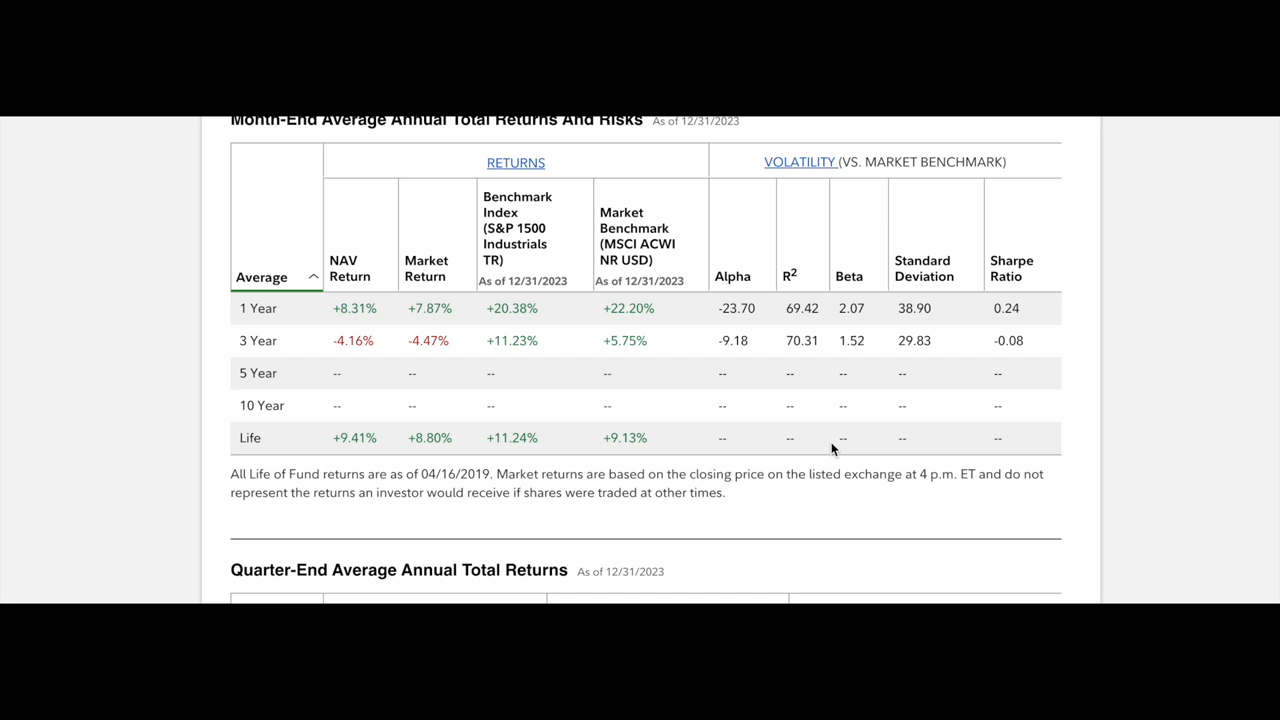 Month-End Average Annual Total Returns And Risks As of 12/31/2023
RETURNS
VOLATILITY (VS. MARKET BENCHMARK)
Average
NAV
Return
Market
Return
Benchmark
Index
(S&P 1500
Industrials
TR)
As of 12/31/2023
Market
Benchmark
(MSCI ACWI
NR USD)
As of 12/31/2023
Alpha
R2
Beta
Standard
Deviation
Sharpe
Ratio
1 Year +8.31% +7.87% +20.38% +22.20% -23.70 69.42 2.07 38.90 0.24
3 Year -4.16% -4.47% +11.23% +5.75% -9.18 70.31 1.52 29.83 -0.08
5 Year -- -- -- -- -- -- -- -- --
10 Year -- -- -- -- -- -- -- -- --
Life +9.41% +8.80% +11.24% +9.13% -- -- -- -- --
All Life of Fund returns are as of 04/16/2019. Market returns are based on the closing price on the listed exchange at 4 p.m. ET and do not
represent the returns an investor would receive if shares were traded at other times.
Quarter-End Average Annual Total Returns As of 12/31/2023